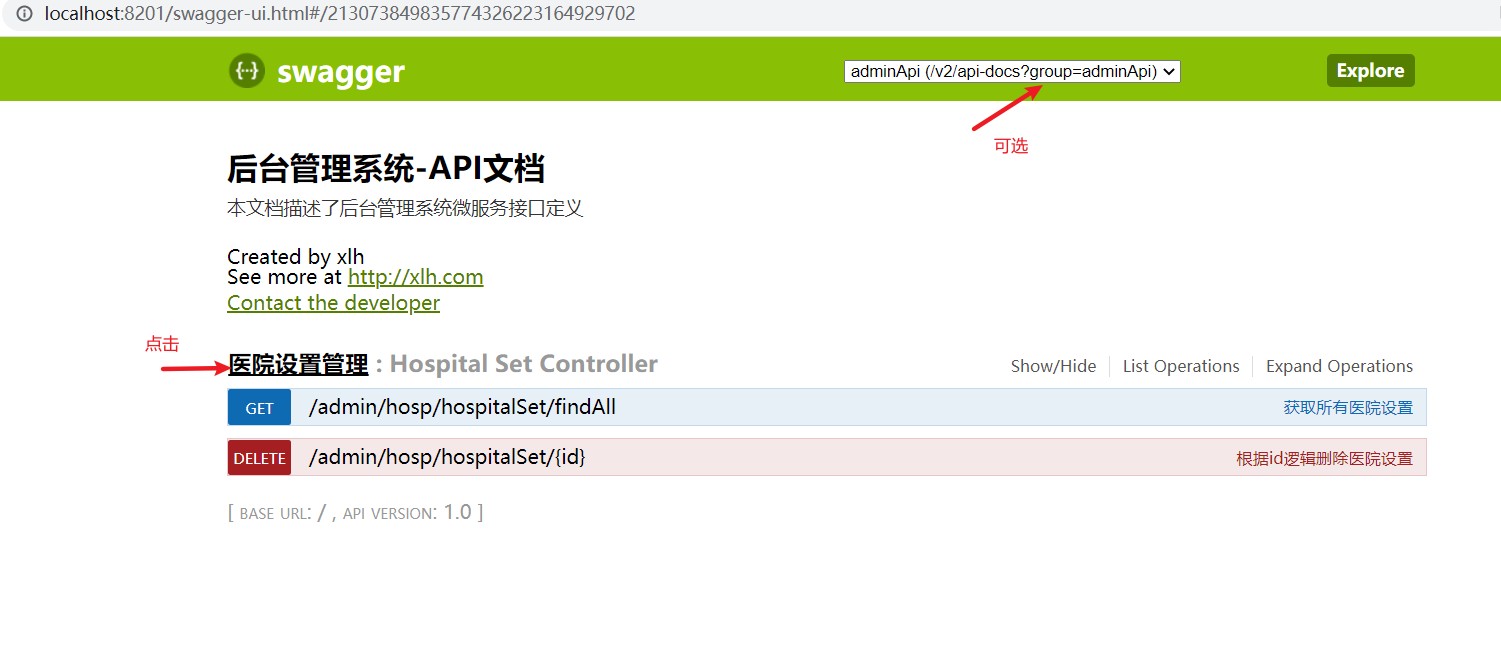 localhost:8201/swagger-ui.html#/213073849835774326223164929702
{···} swagger
adminApi (/v2/api-docs?group=adminApi)
Explore
可选
后台管理系统-API文档
本文档描述了后台管理系统微服务接口定义
Created by xlh
See more at http://xlh.com
Contact the developer
点击
医院设置管理 : Hospital Set Controller
Show/Hide
List Operations
Expand Operations
GET /admin/hosp/hospitalSet/findAll 获取所有医院设置
DELETE /admin/hosp/hospitalSet/{id} 根据id逻辑删除医院设置
[ BASE URL: / , API VERSION: 1.0 ]